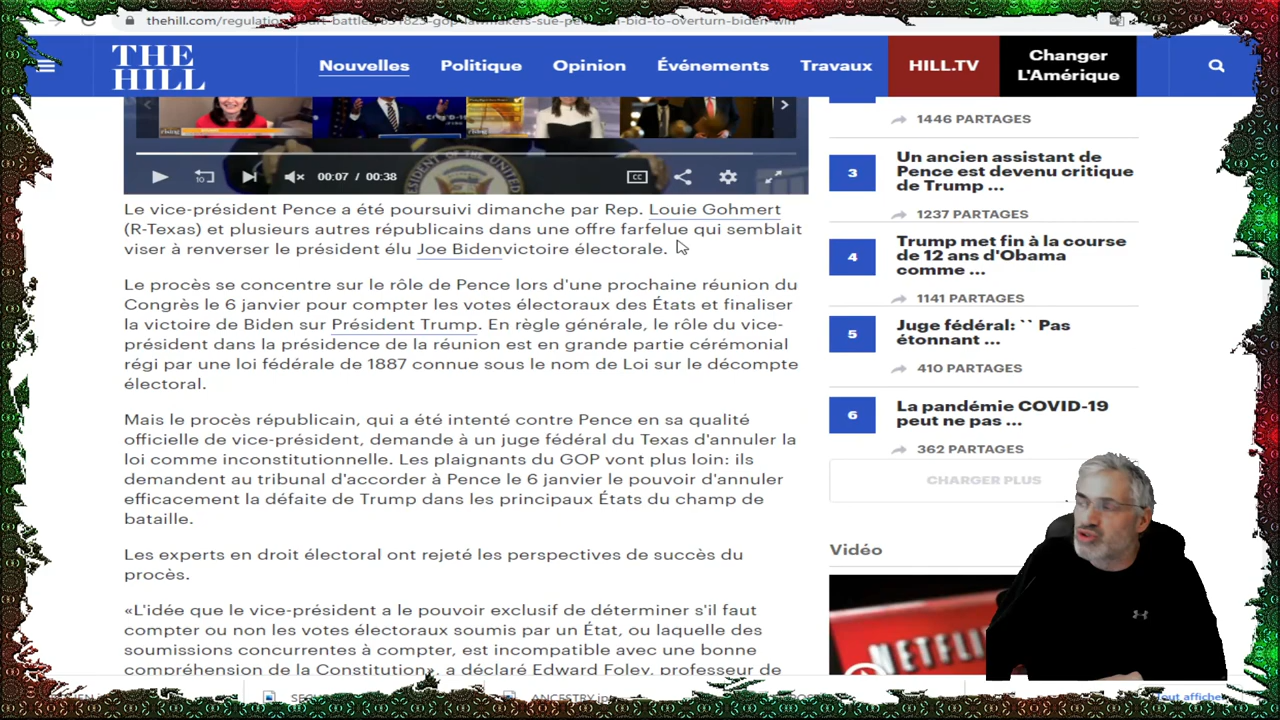 thehill.com/regulation
THE
HILL
Nouvelles
Politique
Opinion
Événements
Travaux
HILL.TV
Changer
L'Amérique
10
00:07 / 00:38
CC
Le vice-président Pence a été poursuivi dimanche par Rep. Louie Gohmert
(R-Texas) et plusieurs autres républicains dans une offre farfelue qui semblait
viser à renverser le président élu Joe Bidenvictoire électorale.
Le procès se concentre sur le rôle de Pence lors d'une prochaine réunion du
Congrès le 6 janvier pour compter les votes électoraux des États et finaliser
la victoire de Biden sur Président Trump. En règle générale, le rôle du vice-
président dans la présidence de la réunion est en grande partie cérémonial
régi par une loi fédérale de 1887 connue sous le nom de Loi sur le décompte
électoral.
Mais le procès républicain, qui a été intenté contre Pence en sa qualité
officielle de vice-président, demande à un juge fédéral du Texas d'annuler la
loi comme inconstitutionnelle. Les plaignants du GOP vont plus loin: ils
demandent au tribunal d'accorder à Pence le 6 janvier le pouvoir d'annuler
efficacement la défaite de Trump dans les principaux États du champ de
bataille.
Les experts en droit électoral ont rejeté les perspectives de succès du
procès.
«L'idée que le vice-président a le pouvoir exclusif de déterminer s'il faut
compter ou non les votes électoraux soumis par un État, ou laquelle des
soumissions concurrentes à compter, est incompatible avec une bonne
compréhension de la Constitution», a déclaré Edward Foley, professeur de
1446 PARTAGES
3
Un ancien assistant de
Pence est devenu critique
de Trump ...
1237 PARTAGES
4
Trump met fin à la course
de 12 ans d'Obama
comme ...
1141 PARTAGES
5
Juge fédéral: `` Pas
étonnant ...
410 PARTAGES
6
La pandémie COVID-19
peut ne pas ...
362 PARTAGES
CHARGER PLUS
Vidéo
NETFLIX
ANCESTRY.jpg
tout affiche